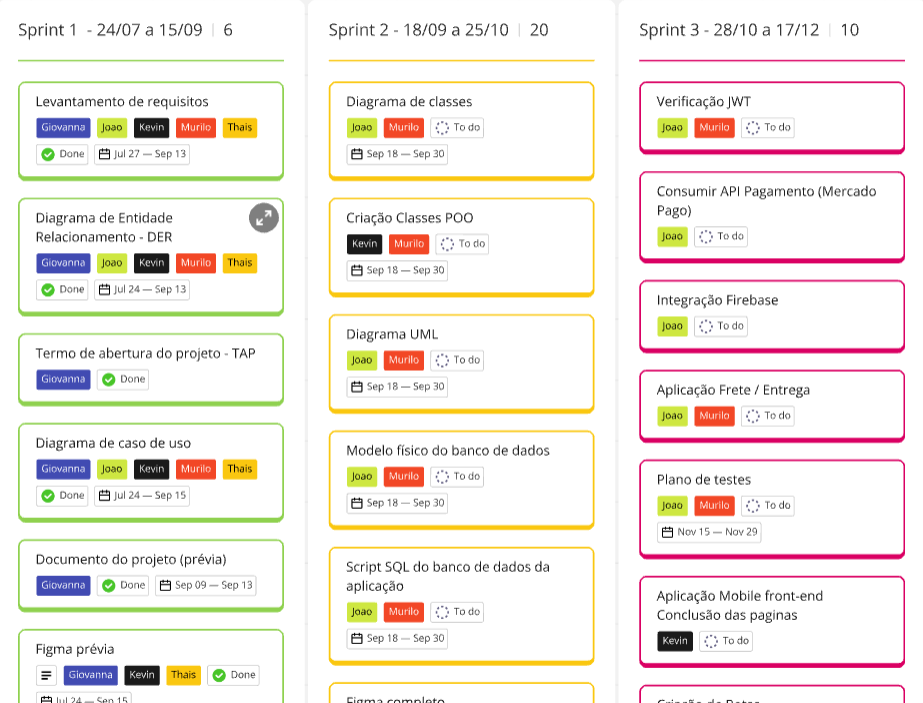 Sprint 1 - 24/07 a 15/09 | 6
Levantamento de requisitos
Giovanna Joao Kevin Murilo Thais
Done Jul 27 — Sep 13
Diagrama de Entidade
Relacionamento - DER
Giovanna Joao Kevin Murilo Thais
Done Jul 24 — Sep 13
Termo de abertura do projeto - TAP
Giovanna Done
Diagrama de caso de uso
Giovanna Joao Kevin Murilo Thais
Done Jul 24 — Sep 15
Documento do projeto (prévia)
Giovanna Done Sep 09 — Sep 13
Figma prévia
Giovanna Kevin Thais Done
Jul 24 — Sep 15
Sprint 2 - 18/09 a 25/10 | 20
Diagrama de classes
Joao Murilo To do
Sep 18 — Sep 30
Criação Classes POO
Kevin Murilo To do
Sep 18 — Sep 30
Diagrama UML
Joao Murilo To do
Sep 18 — Sep 30
Modelo físico do banco de dados
Joao Murilo To do
Sep 18 — Sep 30
Script SQL do banco de dados da
aplicação
Joao Murilo To do
Sep 18 — Sep 30
Figma completo
Sprint 3 - 28/10 a 17/12 | 10
Verificação JWT
Joao Murilo To do
Consumir API Pagamento (Mercado
Pago)
Joao To do
Integração Firebase
Joao To do
Aplicação Frete / Entrega
Joao Murilo To do
Plano de testes
Joao Murilo To do
Nov 15 — Nov 29
Aplicação Mobile front-end
Conclusão das paginas
Kevin To do
Criação de